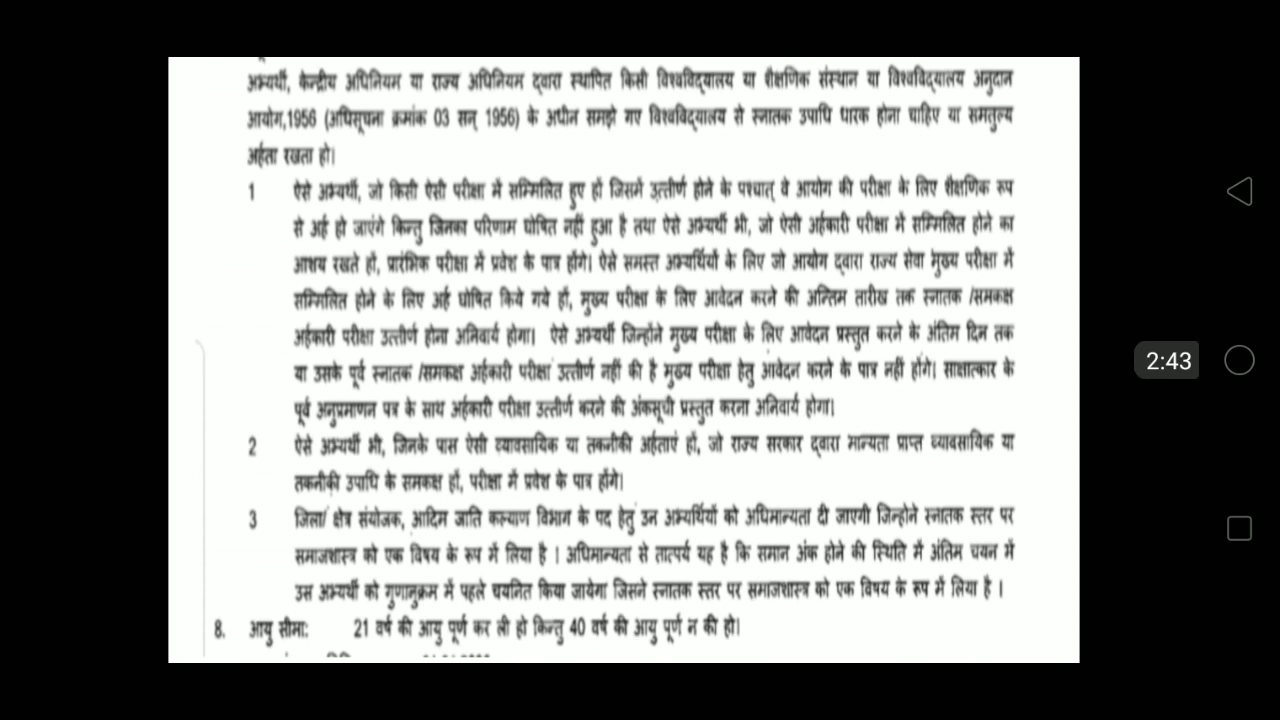 अभ्यर्थी, केन्द्रीय अधिनियम या राज्य अधिनियम द्वारा स्थापित किसी विश्वविद्यालय या शैक्षणिक संस्थान या विश्वविद्यालय अनुदान
आयोग,1956 (अधिसूचना क्रमांक 03 सन् 1956) के अधीन समझे गए विश्वविद्यालय से स्नातक उपाधि धारक होना चाहिए या समतुल्य
अर्हता रखता हो।
1 ऐसे अभ्यर्थी, जो किसी ऐसी परीक्षा में सम्मिलित हुए हों जिसमें उत्तीर्ण होने के पश्चात् वे आयोग की परीक्षा के लिए शैक्षणिक रूप
से अर्ह हो जाएंगे किन्तु जिनका परिणाम घोषित नहीं हुआ है तथा ऐसे अभ्यर्थी भी, जो ऐसी अर्हकारी परीक्षा में सम्मिलित होने का
आशय रखते हों, प्रारंभिक परीक्षा में प्रवेश के पात्र होंगे। ऐसे समस्त अभ्यर्थियों के लिए जो आयोग द्वारा राज्य सेवा मुख्य परीक्षा में
सम्मिलित होने के लिए अर्ह घोषित किये गये हों, मुख्य परीक्षा के लिए आवेदन करने की अन्तिम तारीख तक स्नातक /समकक्ष
अर्हकारी परीक्षा उत्तीर्ण होना अनिवार्य होगा। ऐसे अभ्यर्थी जिन्होंने मुख्य परीक्षा के लिए आवेदन प्रस्तुत करने के अंतिम दिन तक
या उसके पूर्व स्नातक /समकक्ष अर्हकारी परीक्षा उत्तीर्ण नहीं की है मुख्य परीक्षा हेतु आवेदन करने के पात्र नहीं होंगे। साक्षात्कार के
पूर्व अनुप्रमाणन पत्र के साथ अर्हकारी परीक्षा उत्तीर्ण करने की अंकसूची प्रस्तुत करना अनिवार्य होगा।
2 ऐसे अभ्यर्थी भी, जिनके पास ऐसी व्यावसायिक या तकनीकी अर्हताएं हों, जो राज्य सरकार द्वारा मान्यता प्राप्त व्यावसायिक या
तकनीकी उपाधि के समकक्ष हों, परीक्षा में प्रवेश के पात्र होंगे।
3 जिला/ क्षेत्र संयोजक, आदिम जाति कल्याण विभाग के पद हेतु उन अभ्यर्थियों को अधिमान्यता दी जाएगी जिन्होने स्नातक स्तर पर
समाजशास्त्र को एक विषय के रूप में लिया है । अधिमान्यता से तात्पर्य यह है कि समान अंक होने की स्थिति में अंतिम चयन में
उस अभ्यर्थी को गुणानुक्रम में पहले चयनित किया जायेगा जिसने स्नातक स्तर पर समाजशास्त्र को एक विषय के रूप में लिया है ।
8. आयु सीमा: 21 वर्ष की आयु पूर्ण कर ली हो किन्तु 40 वर्ष की आयु पूर्ण न की हो।
2:43